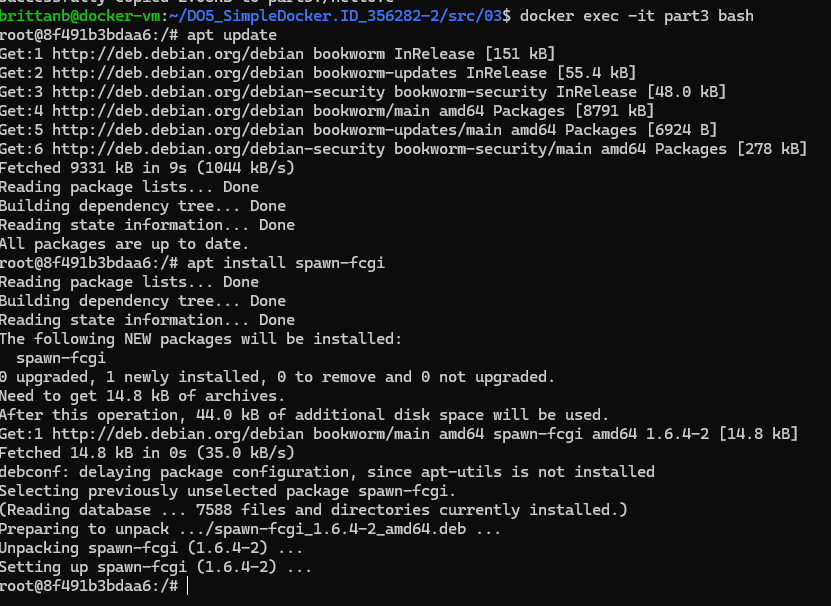 brittanb@docker-vm:~/DO5_SimpleDocker.ID_356282-2/src/03$ docker exec -it part3 bash
root@8f491b3bdaa6:/# apt update
Get:1 http://deb.debian.org/debian bookworm InRelease [151 kB]
Get:2 http://deb.debian.org/debian bookworm-updates InRelease [55.4 kB]
Get:3 http://deb.debian.org/debian-security bookworm-security InRelease [48.0 kB]
Get:4 http://deb.debian.org/debian bookworm/main amd64 Packages [8791 kB]
Get:5 http://deb.debian.org/debian bookworm-updates/main amd64 Packages [6924 B]
Get:6 http://deb.debian.org/debian-security bookworm-security/main amd64 Packages [278 kB]
Fetched 9331 kB in 9s (1044 kB/s)
Reading package lists... Done
Building dependency tree... Done
Reading state information... Done
All packages are up to date.
root@8f491b3bdaa6:/# apt install spawn-fcgi
Reading package lists... Done
Building dependency tree... Done
Reading state information... Done
The following NEW packages will be installed:
  spawn-fcgi
0 upgraded, 1 newly installed, 0 to remove and 0 not upgraded.
Need to get 14.8 kB of archives.
After this operation, 44.0 kB of additional disk space will be used.
Get:1 http://deb.debian.org/debian bookworm/main amd64 spawn-fcgi amd64 1.6.4-2 [14.8 kB]
Fetched 14.8 kB in 0s (35.0 kB/s)
debconf: delaying package configuration, since apt-utils is not installed
Selecting previously unselected package spawn-fcgi.
(Reading database ... 7588 files and directories currently installed.)
Preparing to unpack .../spawn-fcgi_1.6.4-2_amd64.deb ...
Unpacking spawn-fcgi (1.6.4-2) ...
Setting up spawn-fcgi (1.6.4-2) ...
root@8f491b3bdaa6:/#